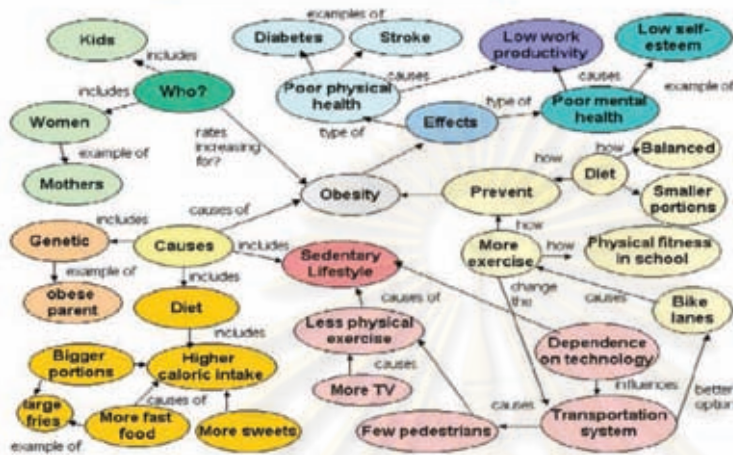 examples of
Kids
Diabetes
Stroke
Low work
productivity
Low self-
esteem
includes
causes
causes
includes
Who?
Poor physical
health
example of
Women
rates
increasing
for?
type of
Effects
type of
Poor mental
health
example of
how
how
Balanced
Mothers
Obesity
Prevent
Diet
Smaller
portions
includes
causes of
how
Genetic
Causes
includes
Sedentary
Lifestyle
More
exercise
how
Physical fitness
in school
example of
includes
change
the
causes
obese
parent
Diet
causes of
Less physical
exercise
Dependence
on technology
Bike
lanes
includes
Bigger
portions
Higher
caloric intake
causes
influences
better
option
large
fries
causes of
More TV
causes
Transportation
system
More fast
food
More sweets
Few pedestrians
example of